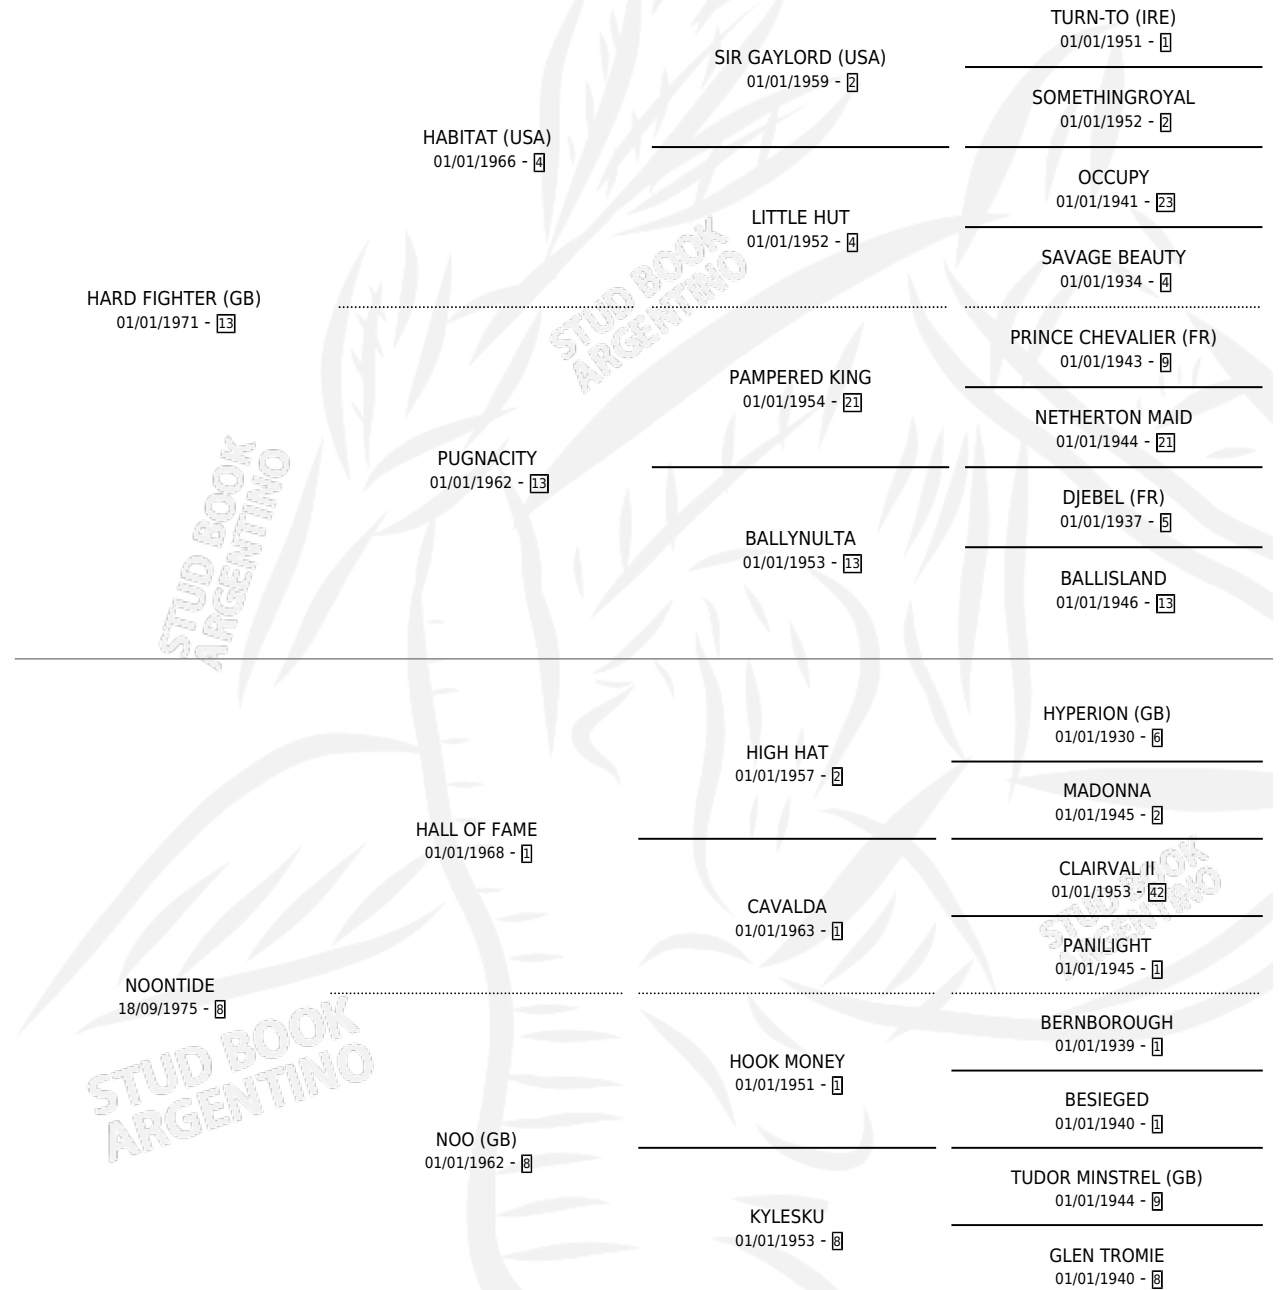 TURN-TO (IRE)
01/01/1951 - 1
SIR GAYLORD (USA)
01/01/1959 - 2
SOMETHINGROYAL
01/01/1952 - 2
HABITAT (USA)
01/01/1966 - 4
OCCUPY
01/01/1941 - 23
LITTLE HUT
01/01/1952 - 4
SAVAGE BEAUTY
01/01/1934 - 4
HARD FIGHTER (GB)
01/01/1971 - 13
PRINCE CHEVALIER (FR)
01/01/1943 - 9
PAMPERED KING
01/01/1954 - 21
NETHERTON MAID
01/01/1944 - 21
PUGNACITY
01/01/1962 - 13
DJEBEL (FR)
01/01/1937 - 5
BALLYNULTA
01/01/1953 - 13
BALLISLAND
01/01/1946 - 13
HYPERION (GB)
01/01/1930 - 6
HIGH HAT
01/01/1957 - 2
MADONNA
01/01/1945 - 2
HALL OF FAME
01/01/1968 - 1
CLAIRVAL II
01/01/1953 - 42
CAVALDA
01/01/1963 - 1
PANILIGHT
01/01/1945 - 1
NOONTIDE
18/09/1975 - 8
BERNBOROUGH
01/01/1939 - 1
HOOK MONEY
01/01/1951 - 1
BESIEGED
01/01/1940 - 1
NOO (GB)
01/01/1962 - 8
TUDOR MINSTREL (GB)
01/01/1944 - 9
KYLESKU
01/01/1953 - 8
GLEN TROMIE
01/01/1940 - 8
STUD BOOK
ARGENTINO
STUD BOOK
ARGENTINO
STUD BOOK
ARGENTINO
STUD BOOK
ARGENTINO